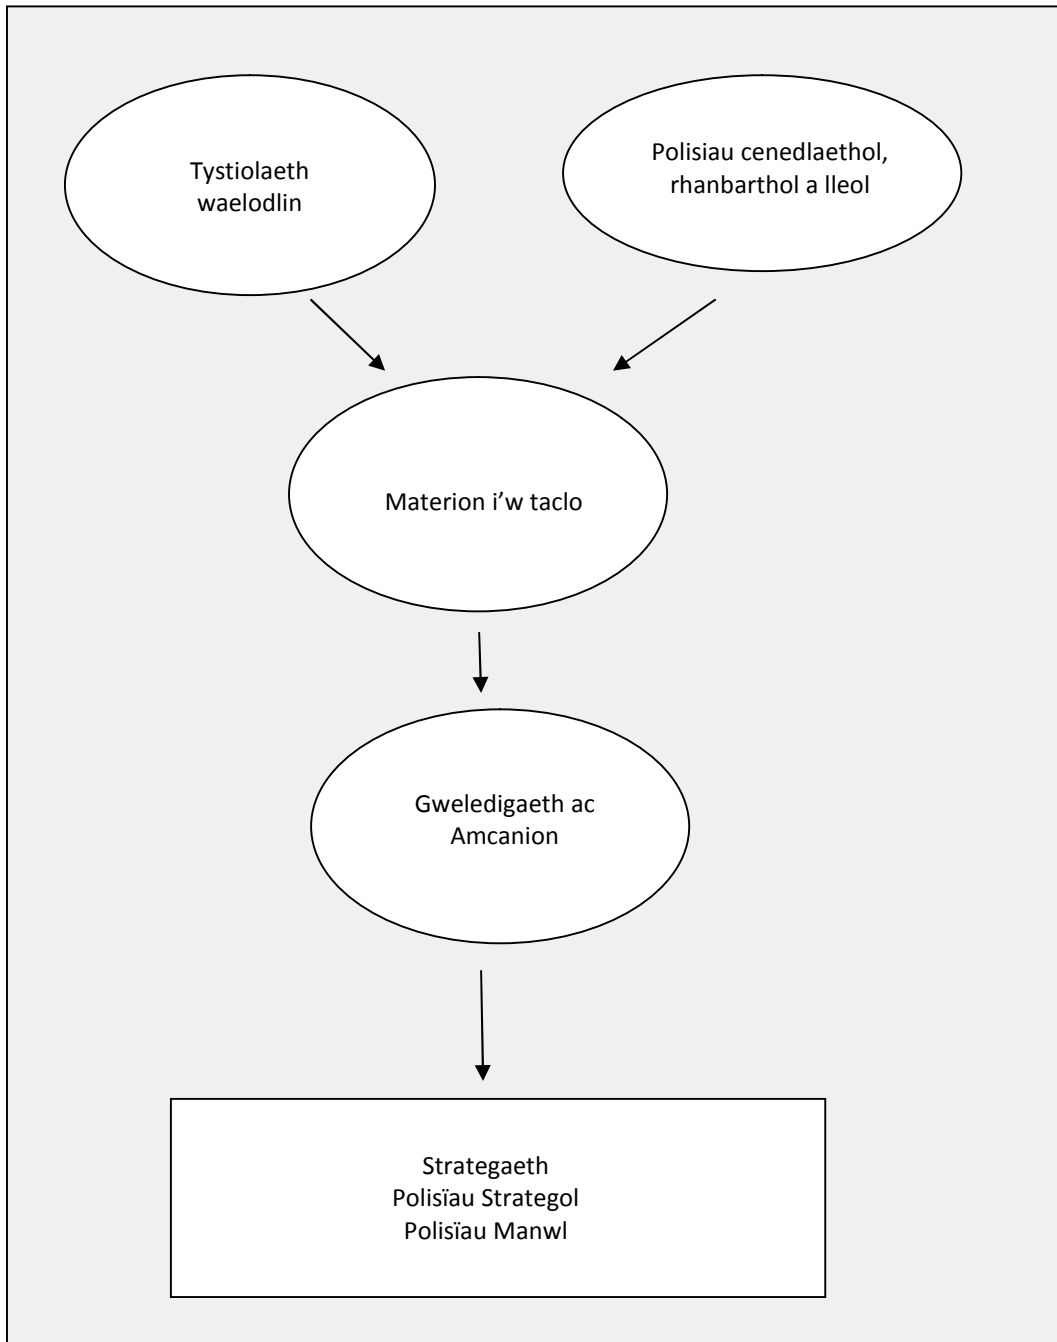 Tystiolaeth
waelodlin
Polisiau cenedlaethol,
rhanbarthol a lleol
Materion i’w taclo
Gweledigaeth ac
Amcanion
Strategaeth
Polisïau Strategol
Polisïau Manwl